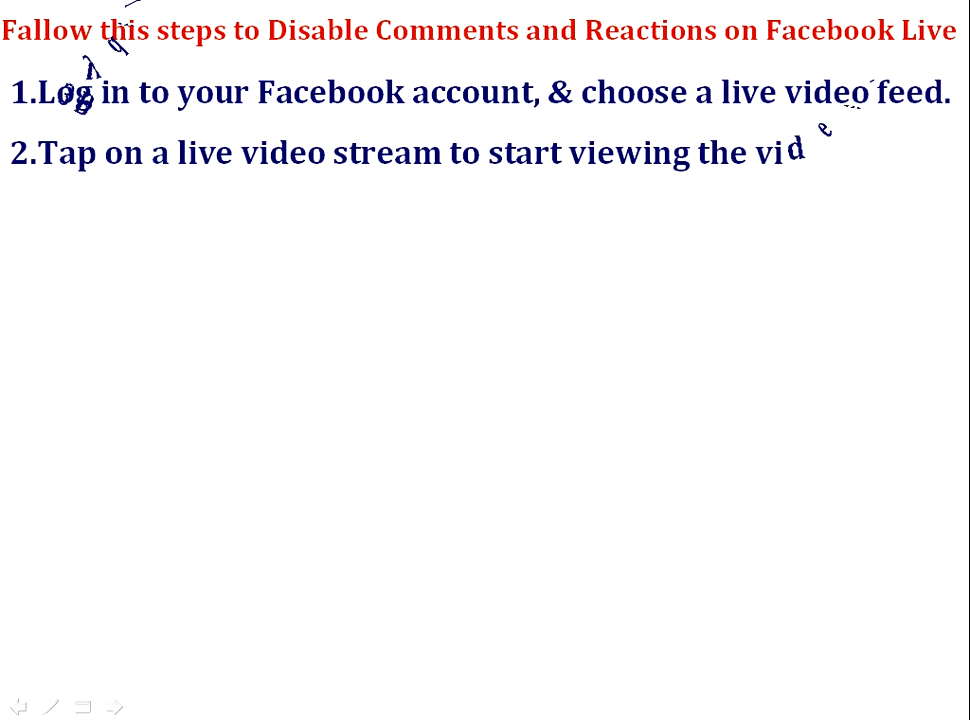 Fallow this steps to Disable Comments and Reactions on Facebook Live
1.Log in to your Facebook account, & choose a live video feed.
2.Tap on a live video stream to start viewing the vide